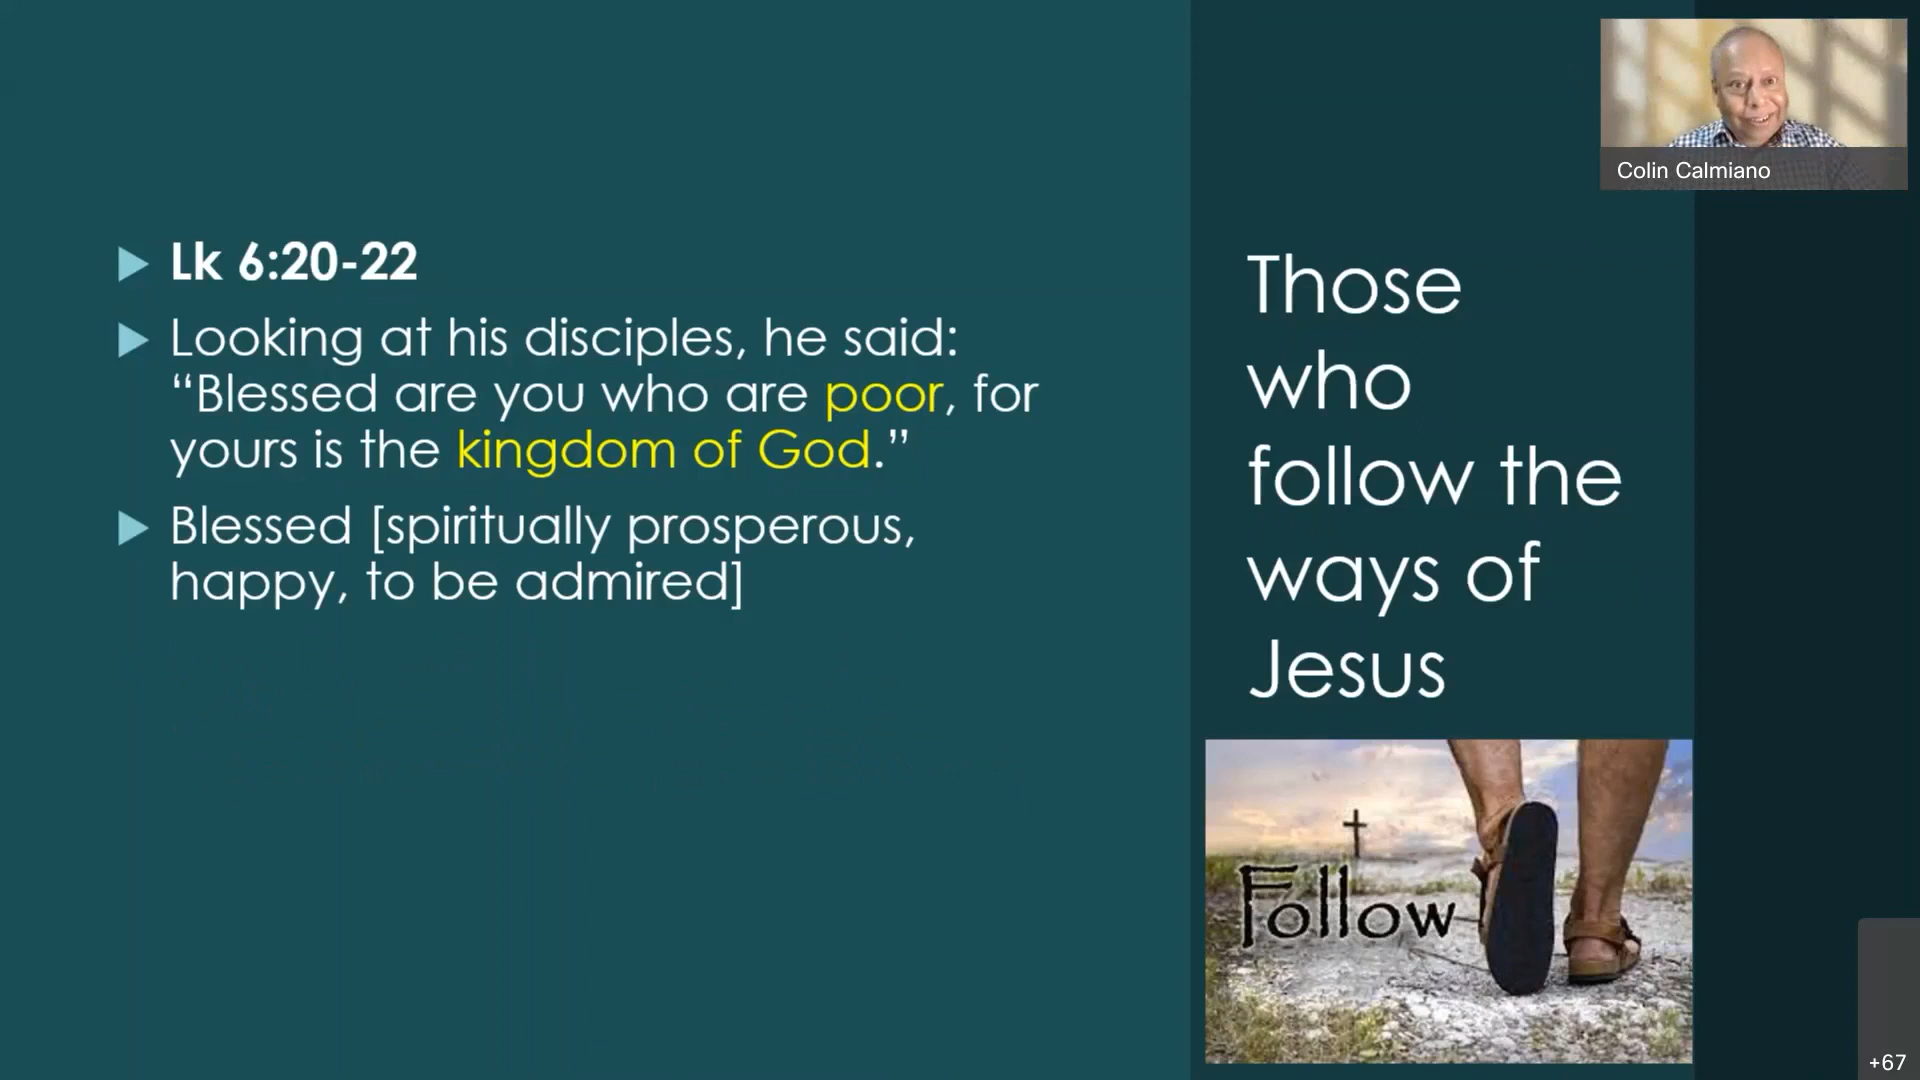 Lk 6:20-22
Looking at his disciples, he said:
“Blessed are you who are poor, for
yours is the kingdom of God.”
Blessed [spiritually prosperous,
happy, to be admired]
Those
who
follow the
ways of
Jesus
Follow
Colin Calmiano
+67